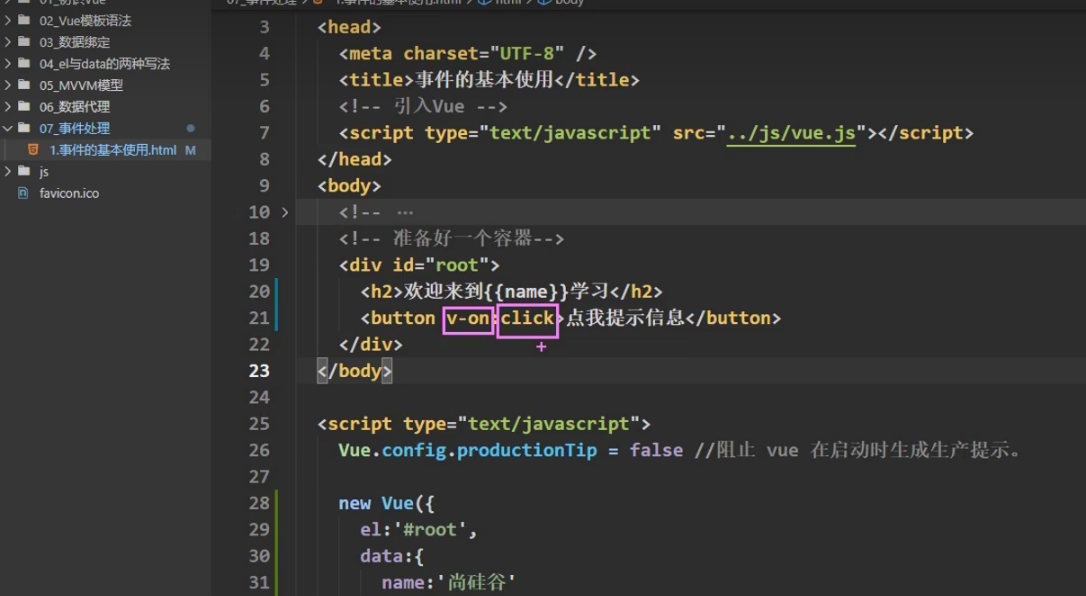 01_初识Vue
02_Vue模板语法
03_数据绑定
04_el与data的两种写法
05_MVVM模型
06_数据代理
07_事件处理
1.事件的基本使用.html M
js
favicon.ico
07_事件处理 > 1.事件的基本使用.html > html > body
3 <head>
4 <meta charset="UTF-8" />
5 <title>事件的基本使用</title>
6 <!-- 引入Vue -->
7 <script type="text/javascript" src="../js/vue.js"></script>
8 </head>
9 <body>
10 <!-- …
18 <!-- 准备好一个容器-->
19 <div id="root">
20 <h2>欢迎来到{{name}}学习</h2>
21 <button v-on:click>点我提示信息</button>
22 </div>
23 </body>
24
25 <script type="text/javascript">
26 Vue.config.productionTip = false //阻止 vue 在启动时生成生产提示。
27
28 new Vue({
29 el:'#root',
30 data:{
31 name:'尚硅谷'